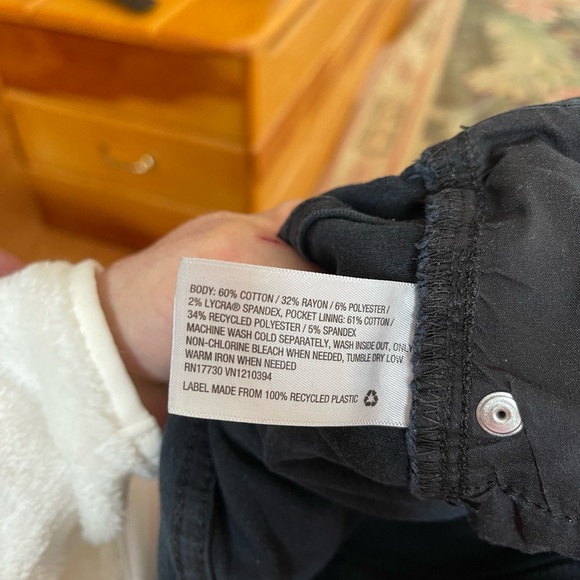 BODY: 60% COTTON / 32% RAYON / 6% POLYESTER /
2% LYCRA® SPANDEX, POCKET LINING: 61% COTTON /
34% RECYCLED POLYESTER / 5% SPANDEX
MACHINE WASH COLD SEPARATELY, WASH INSIDE OUT, ONLY
NON-CHLORINE BLEACH WHEN NEEDED, TUMBLE DRY LOW
WARM IRON WHEN NEEDED
RN17730 VN1210394
LABEL MADE FROM 100% RECYCLED PLASTIC